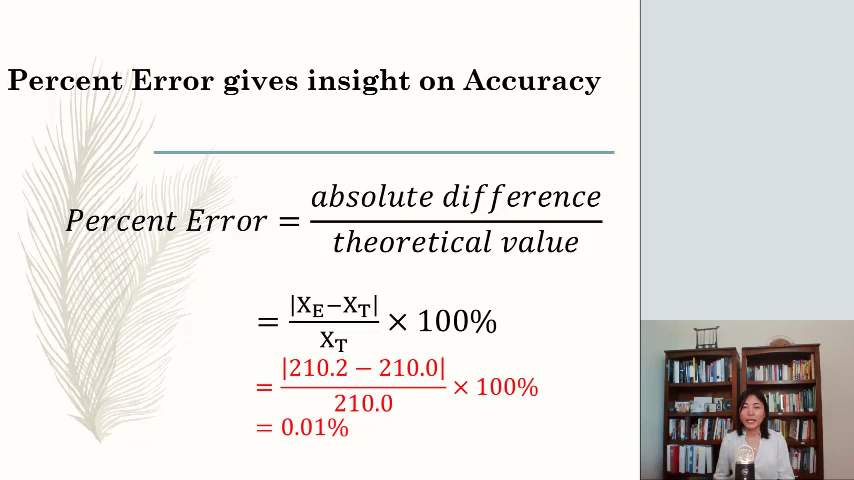 Percent Error gives insight on Accuracy
Percent Error = absolute difference / theoretical value
= |X_E−X_T| / X_T × 100%
= |210.2 − 210.0| / 210.0 × 100%
= 0.01%